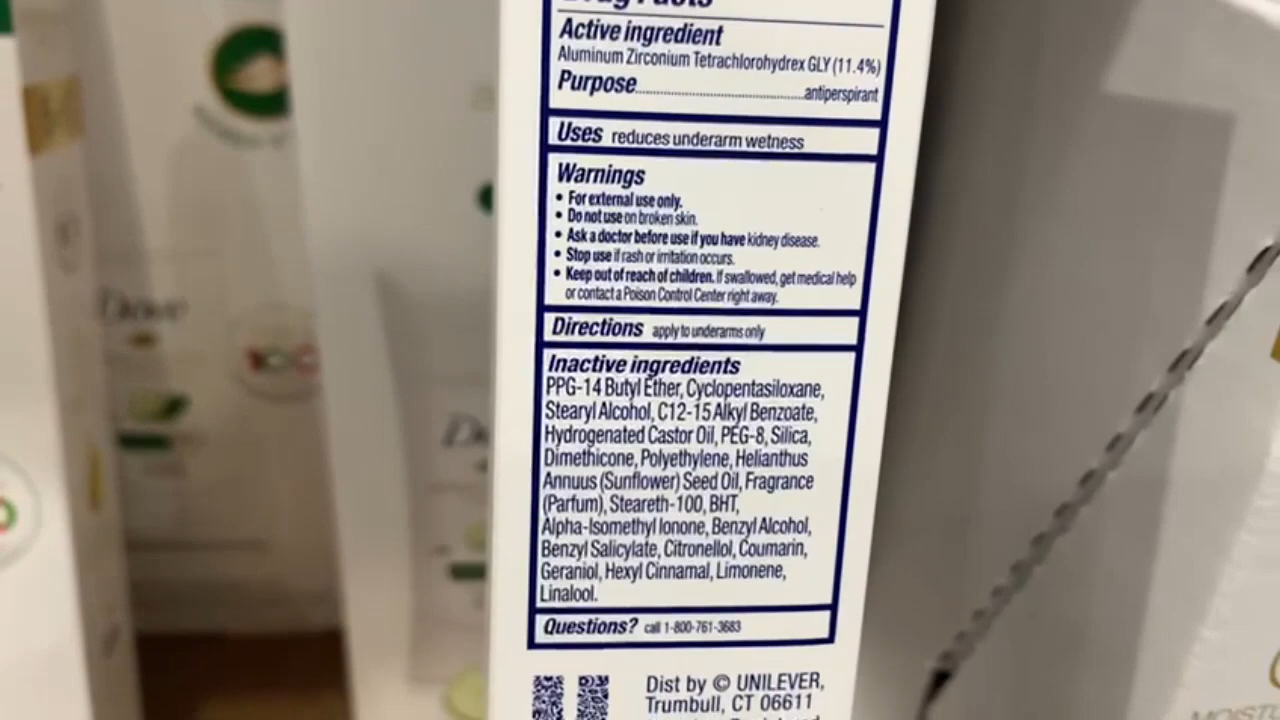 Drug Facts
Active ingredient
Aluminum Zirconium Tetrachlorohydrex GLY (11.4%)
Purpose..................................................antiperspirant
Uses reduces underarm wetness
Warnings
• For external use only.
• Do not use on broken skin.
• Ask a doctor before use if you have kidney disease.
• Stop use if rash or irritation occurs.
• Keep out of reach of children. If swallowed, get medical help
or contact a Poison Control Center right away.
Directions apply to underarms only
Inactive ingredients
PPG-14 Butyl Ether, Cyclopentasiloxane,
Stearyl Alcohol, C12-15 Alkyl Benzoate,
Hydrogenated Castor Oil, PEG-8, Silica,
Dimethicone, Polyethylene, Helianthus
Annuus (Sunflower) Seed Oil, Fragrance
(Parfum), Steareth-100, BHT,
Alpha-Isomethyl Ionone, Benzyl Alcohol,
Benzyl Salicylate, Citronellol, Coumarin,
Geraniol, Hexyl Cinnamal, Limonene,
Linalool.
Questions? call 1-800-761-3683
Dist by © UNILEVER,
Trumbull, CT 06611
Dove